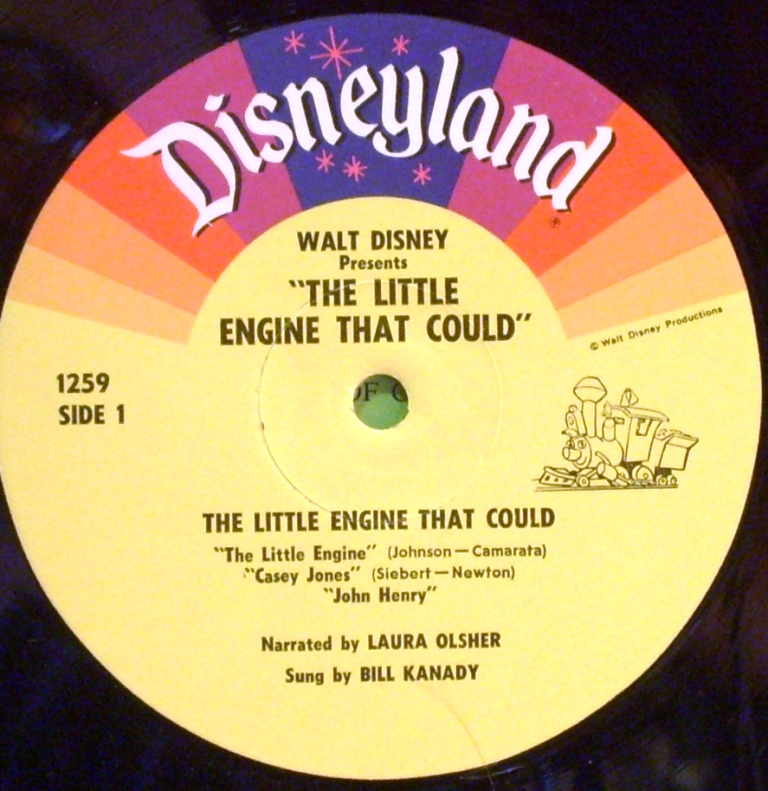 Disneyland
®
WALT DISNEY
Presents
"THE LITTLE
ENGINE THAT COULD"
© Walt Disney Productions
1259
SIDE 1
OF
THE LITTLE ENGINE THAT COULD
"The Little Engine" (Johnson — Camarata)
"Casey Jones" (Siebert — Newton)
"John Henry"
Narrated by LAURA OLSHER
Sung by BILL KANADY